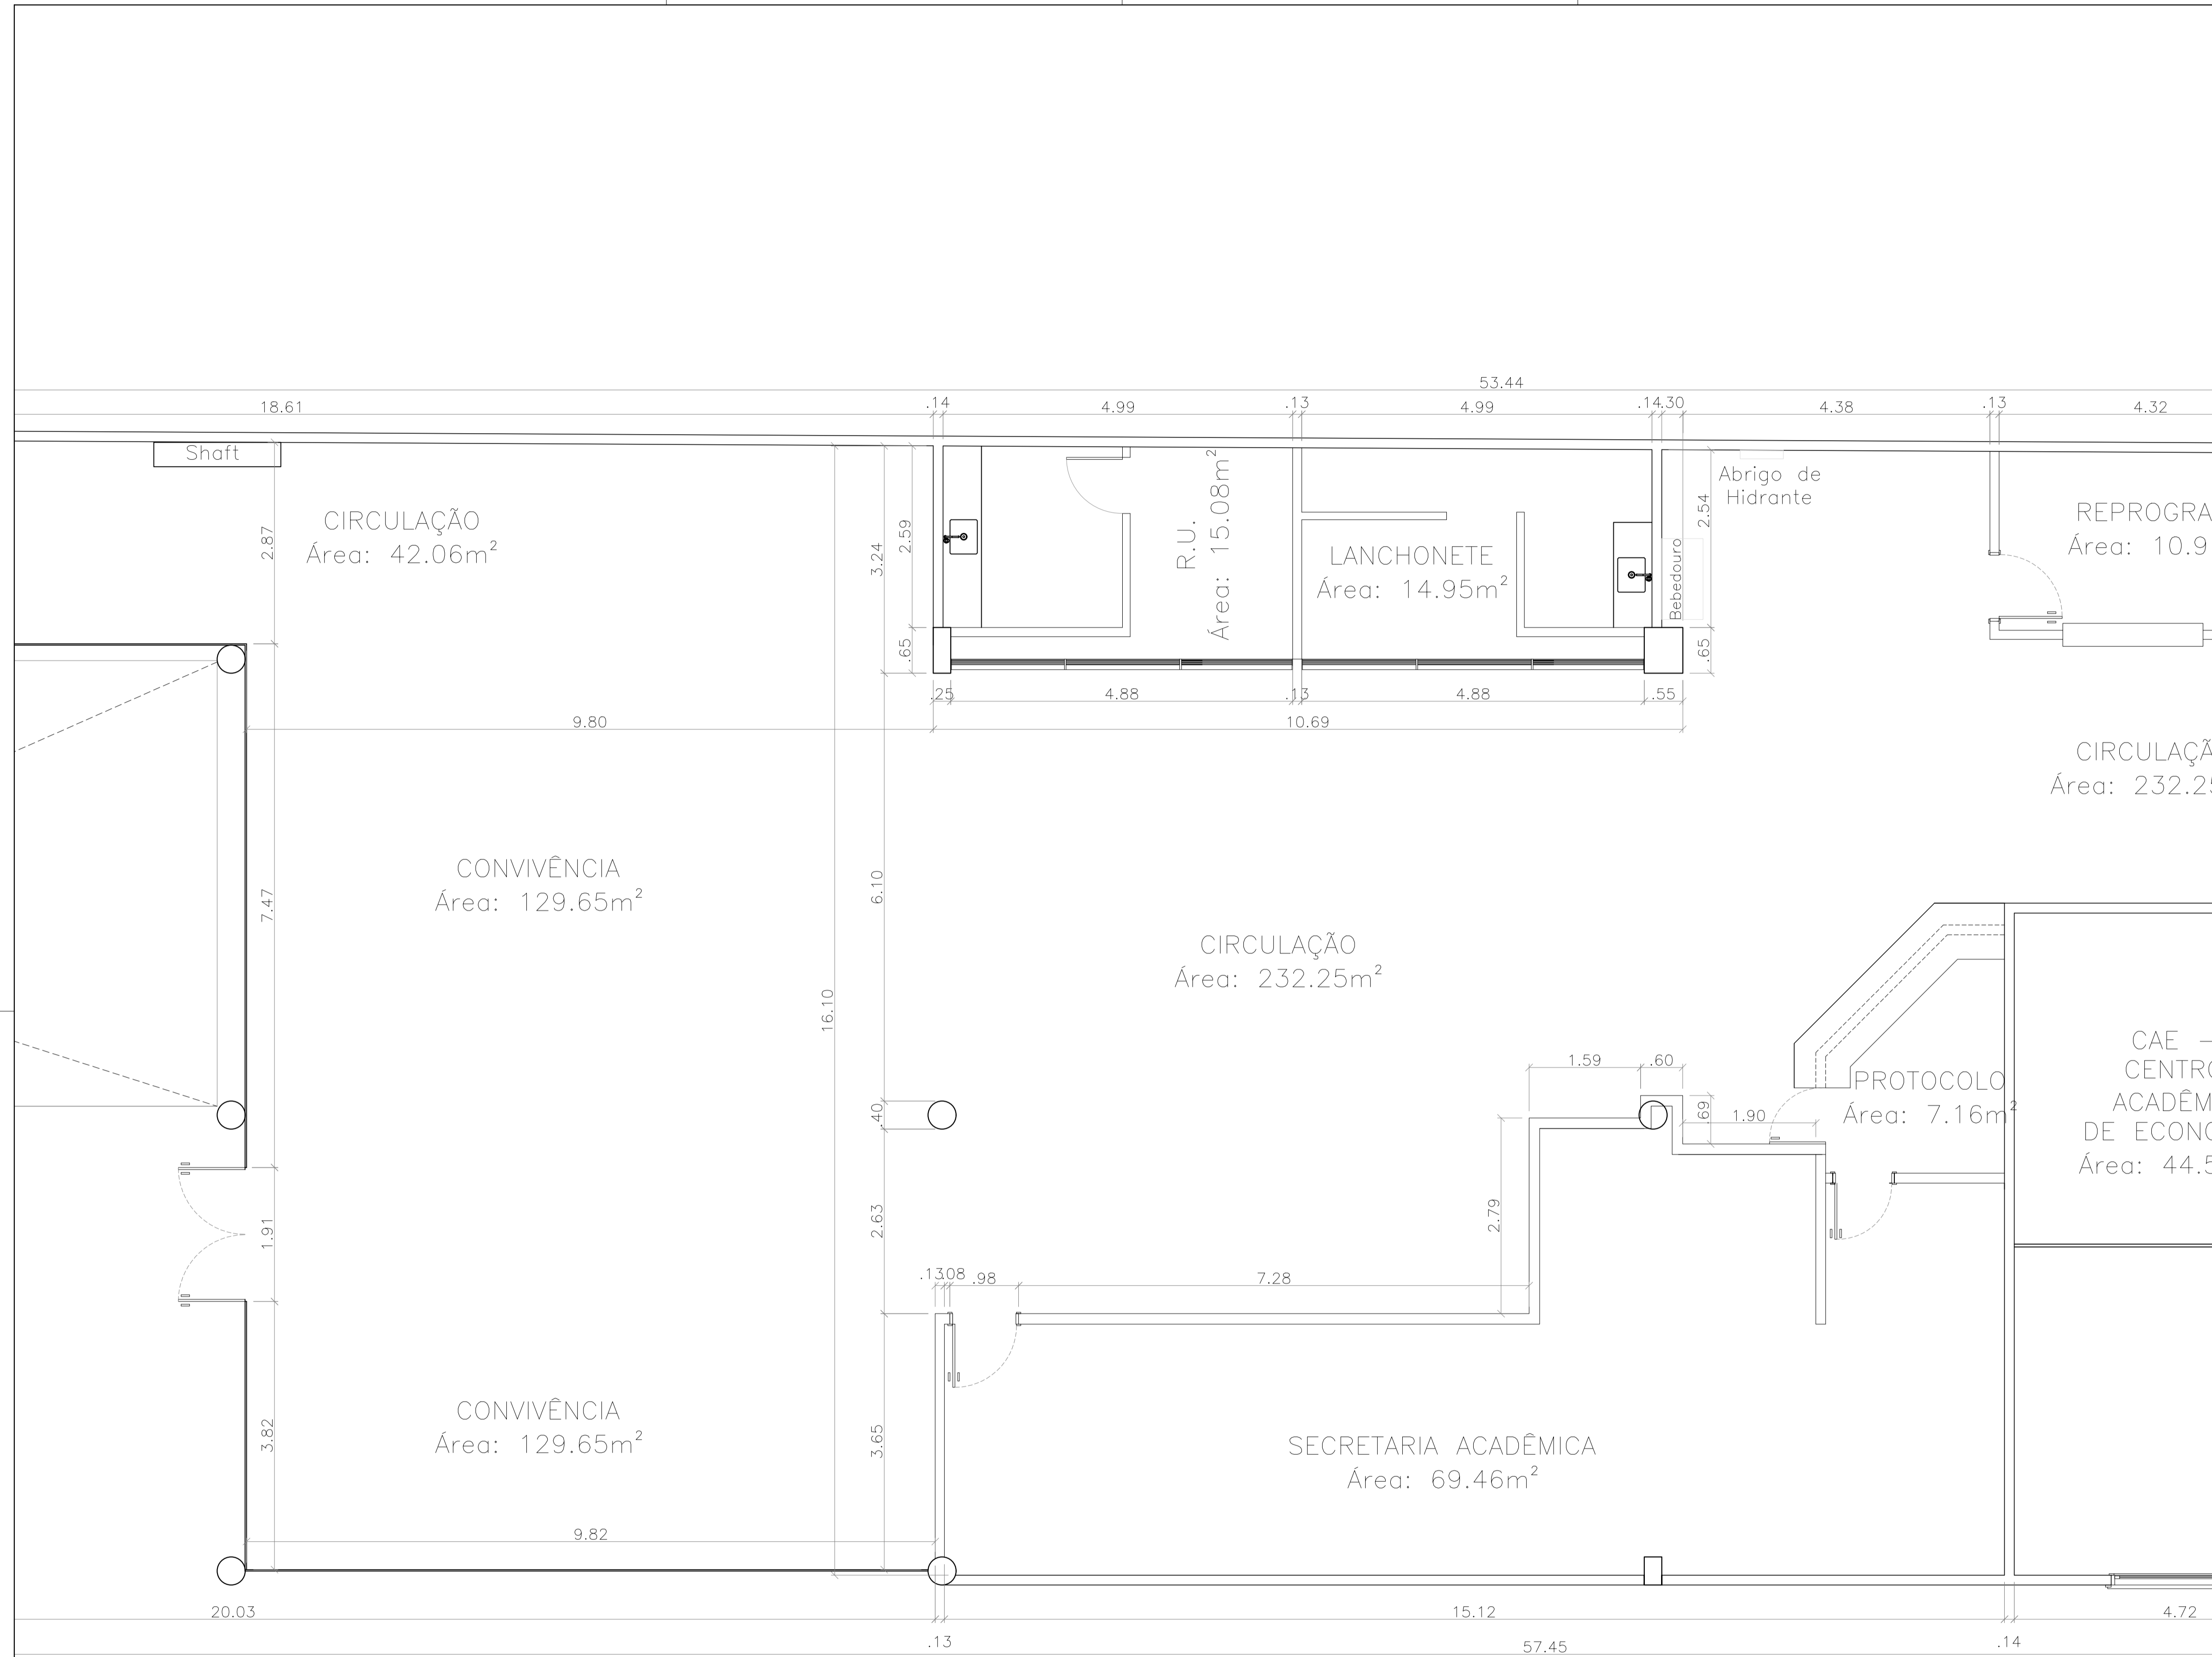 53.44
18.61
.14
4.99
.13
4.99
.14
.30
4.38
.13
4.32
Shaft
CIRCULAÇÃO
Área: 42.06m²
2.87
3.24
2.59
.65
R.U.
Área: 15.08m²
LANCHONETE
Área: 14.95m²
Bebedouro
2.54
.65
Abrigo de
Hidrante
REPROGRA
Área: 10.9
.25
4.88
.13
4.88
.55
9.80
10.69
CIRCULAÇÃ
Área: 232.25
CONVIVÊNCIA
Área: 129.65m²
7.47
6.10
16.10
CIRCULAÇÃO
Área: 232.25m²
1.59
.60
.69
1.90
.40
PROTOCOLO
Área: 7.16m²
CAE –
CENTRO
ACADÊM
DE ECONO
Área: 44.5
1.91
2.63
2.79
.13
.08
.98
7.28
CONVIVÊNCIA
Área: 129.65m²
3.82
3.65
SECRETARIA ACADÊMICA
Área: 69.46m²
9.82
20.03
15.12
4.72
.13
57.45
.14